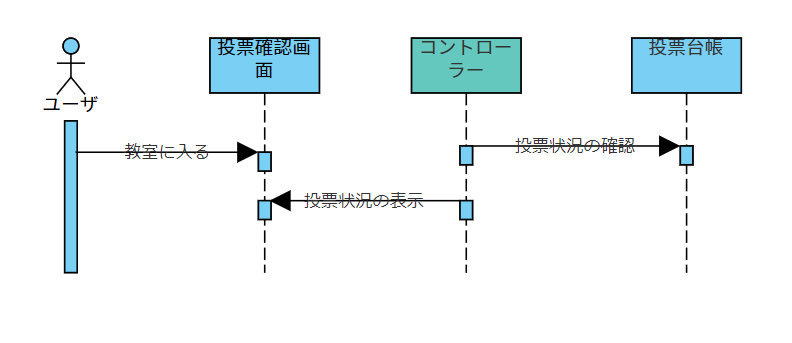 投票確認画
面
コントロー
ラー
投票台帳
ユーザ
教室に入る
投票状況の確認
投票状況の表示